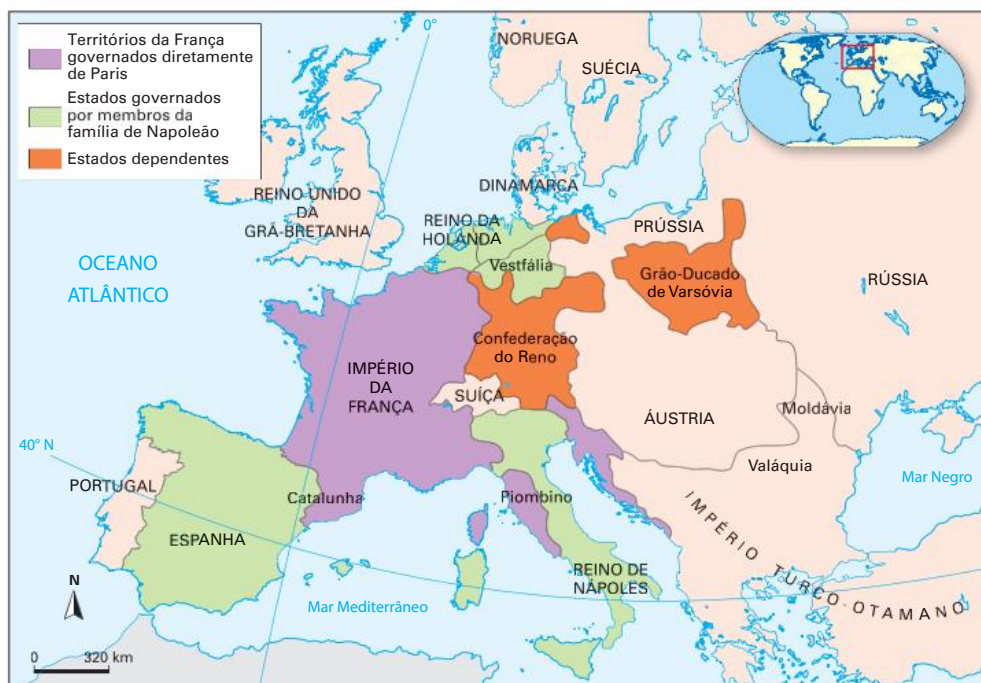 Territórios da França
governados diretamente
de Paris
Estados governados
por membros da
família de Napoleão
Estados dependentes
0°
NORUEGA
SUÉCIA
DINAMARCA
REINO UNIDO
DA
GRÃ-BRETANHA
REINO DA
HOLANDA
Vestfália
PRÚSSIA
Grão-Ducado
de Varsóvia
RÚSSIA
OCEANO
ATLÂNTICO
Confederação
do Reno
IMPÉRIO
DA
FRANÇA
SUÍÇA
ÁUSTRIA
Moldávia
Valáquia
Mar Negro
40° N
PORTUGAL
ESPANHA
Catalunha
Piombino
REINO DE
NÁPOLES
IMPÉRIO TURCO-OTAMANO
Mar Mediterrâneo
N
0 320 km